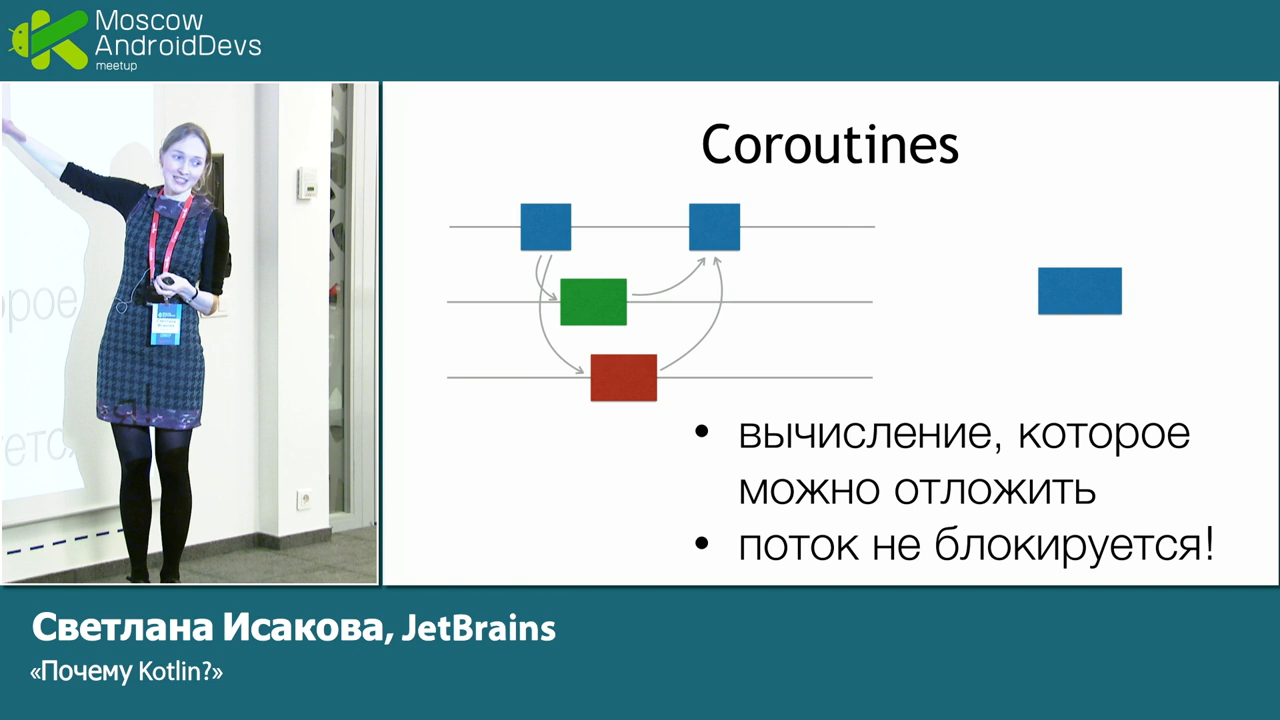 Moscow
AndroidDevs
meetup
Coroutines
• вычисление, которое
можно отложить
• поток не блокируется!
Светлана Исакова, JetBrains
«Почему Kotlin?»